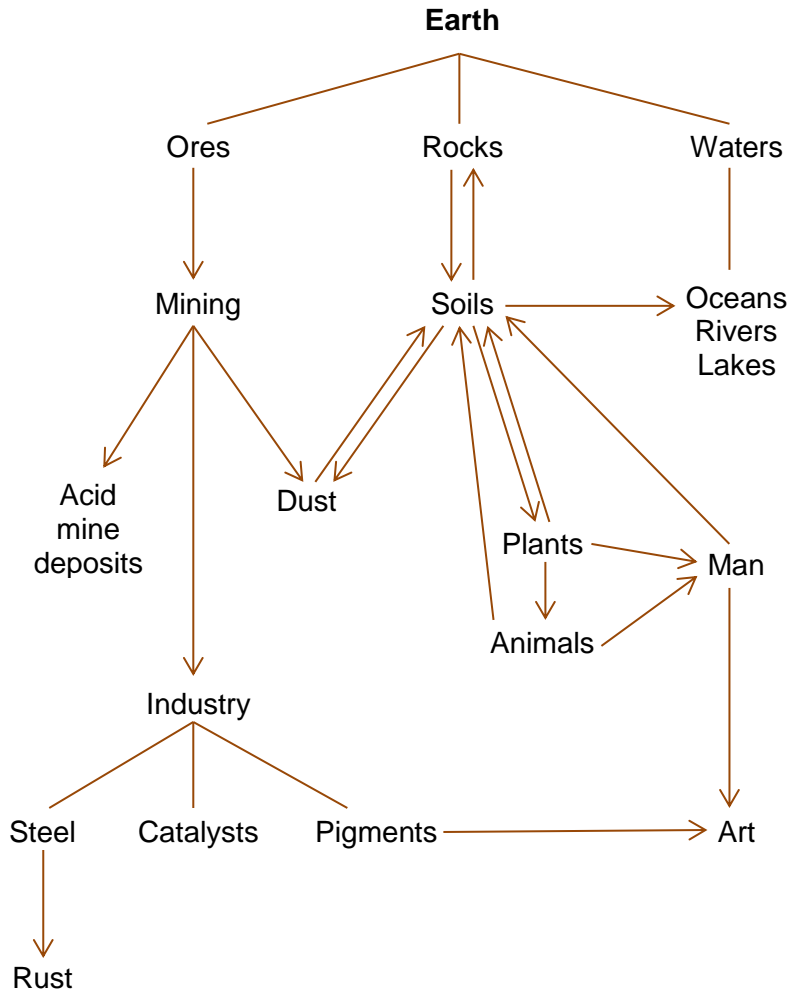 Earth
Ores
Rocks
Waters
Mining
Soils
Oceans
Rivers
Lakes
Acid
mine
deposits
Dust
Plants
Man
Animals
Industry
Steel
Catalysts
Pigments
Art
Rust